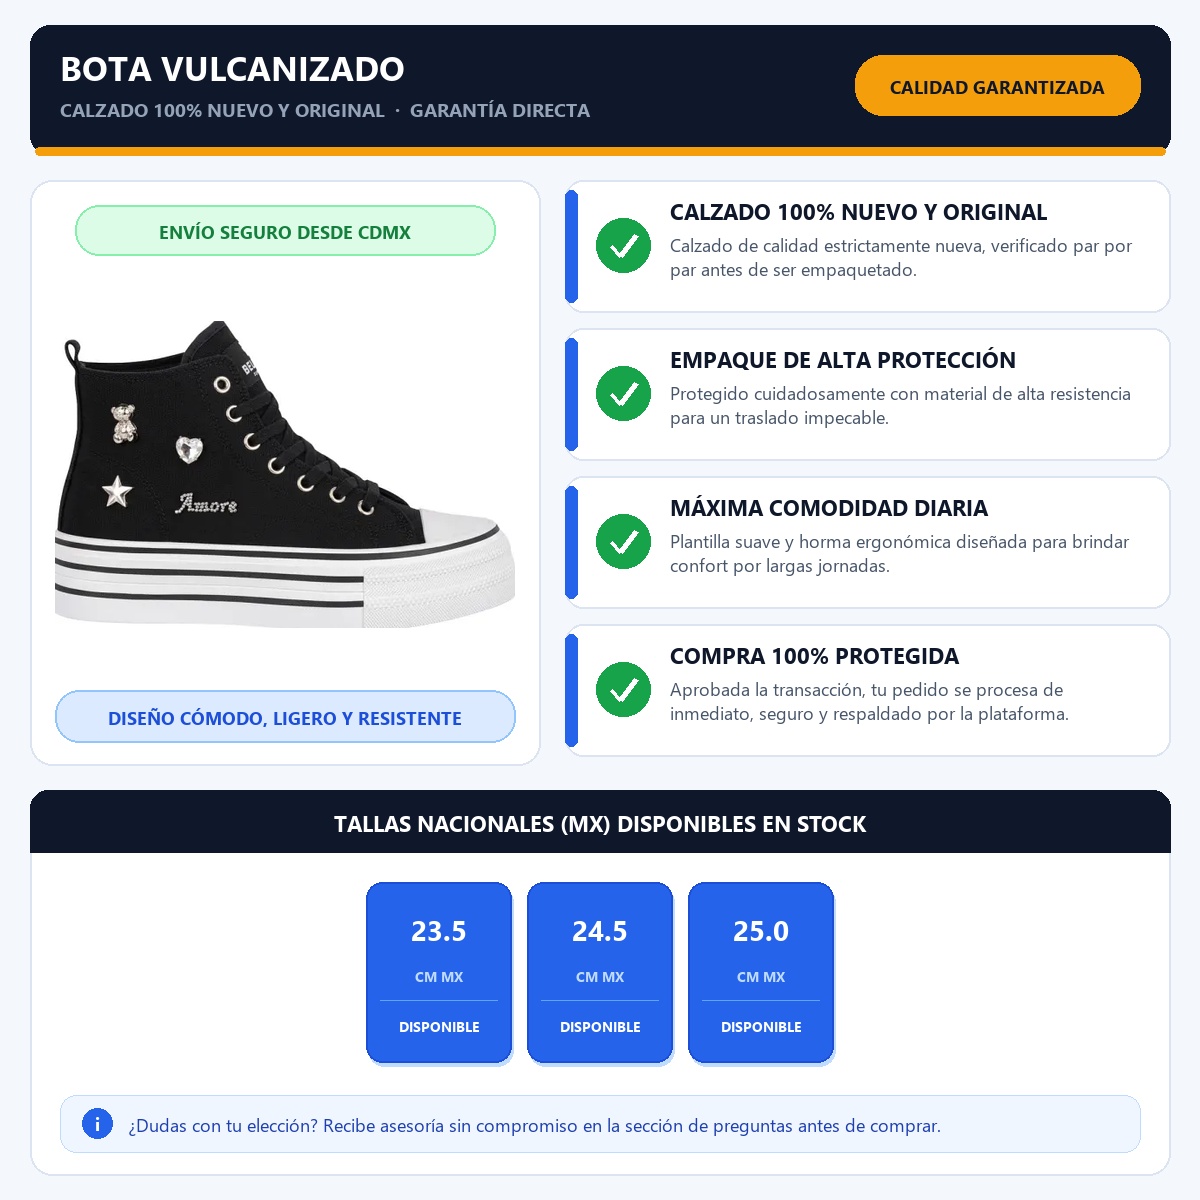 BOTA VULCANIZADO
CALZADO 100% NUEVO Y ORIGINAL · GARANTÍA DIRECTA
CALIDAD GARANTIZADA
ENVÍO SEGURO DESDE CDMX
Amore
DISEÑO CÓMODO, LIGERO Y RESISTENTE
CALZADO 100% NUEVO Y ORIGINAL
Calzado de calidad estrictamente nueva, verificado par por
par antes de ser empaquetado.
EMPAQUE DE ALTA PROTECCIÓN
Protegido cuidadosamente con material de alta resistencia
para un traslado impecable.
MÁXIMA COMODIDAD DIARIA
Plantilla suave y horma ergonómica diseñada para brindar
confort por largas jornadas.
COMPRA 100% PROTEGIDA
Aprobada la transacción, tu pedido se procesa de
inmediato, seguro y respaldado por la plataforma.
TALLAS NACIONALES (MX) DISPONIBLES EN STOCK
23.5
CM MX
DISPONIBLE
24.5
CM MX
DISPONIBLE
25.0
CM MX
DISPONIBLE
¿Dudas con tu elección? Recibe asesoría sin compromiso en la sección de preguntas antes de comprar.